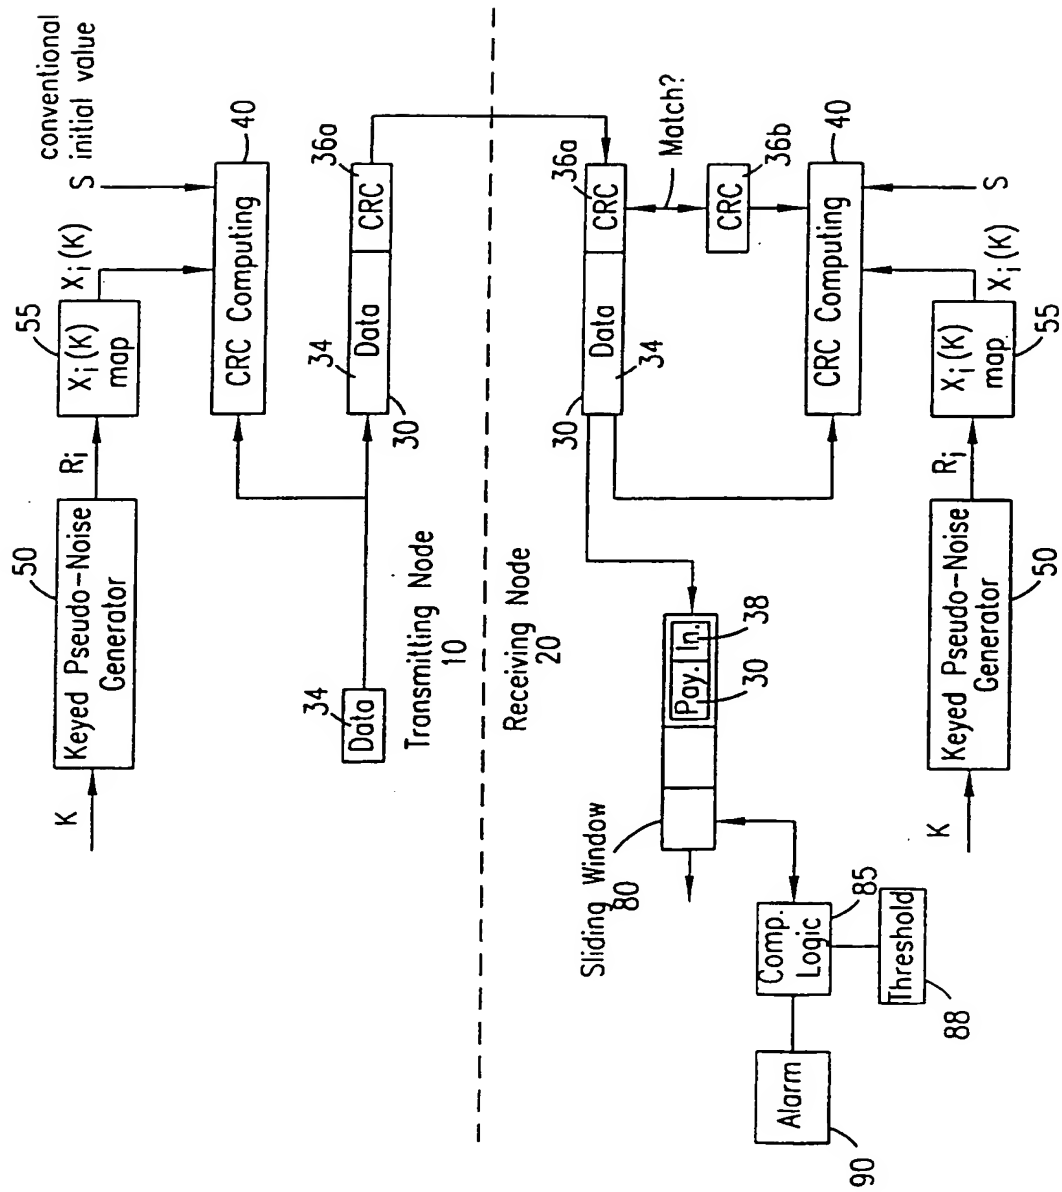 K
Keyed Pseudo-Noise
Generator
50
Ri
Xi(K)
map
55
Xi(K)
S
conventional
initial value
CRC Computing
40
34
Data
34
Data
CRC
36a
30
Transmitting Node
10
Receiving Node
20
30
Data
34
CRC
36a
Match?
CRC
36b
CRC Computing
40
S
Xi(K)
Xi(K)
map.
55
Ri
Keyed Pseudo-Noise
Generator
50
K
Sliding Window
80
Pay.
In.
30
38
Comp.
Logic
85
Threshold
88
Alarm
90